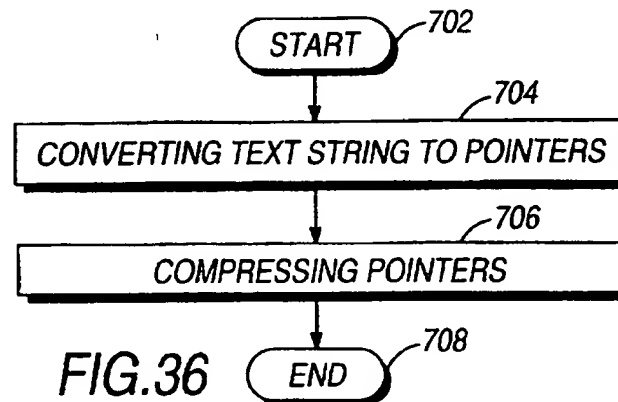 START
702
704
CONVERTING TEXT STRING TO POINTERS
706
COMPRESSING POINTERS
708
END
FIG.36